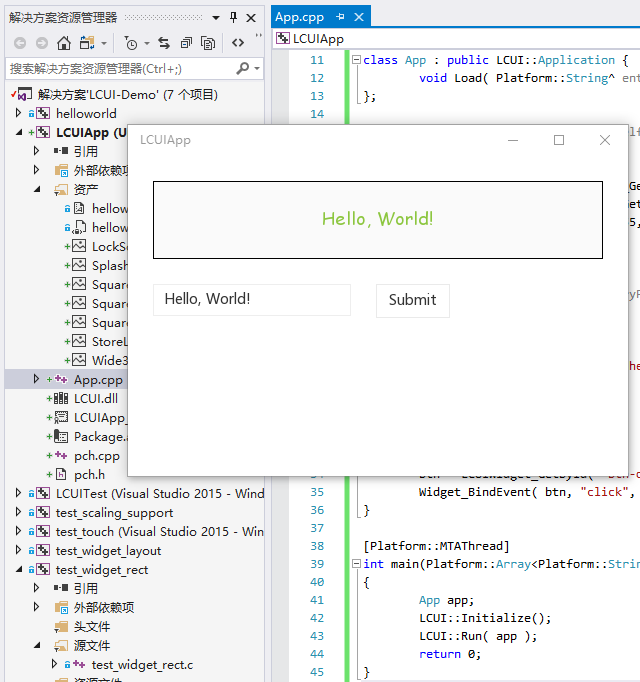 解决方案资源管理器
搜索解决方案资源管理器(Ctrl+;)
解决方案'LCUI-Demo' (7 个项目)
helloworld
LCUIApp (U
引用
外部依赖项
资产
hellow
hellow
LockSc
Splash
Square
Square
Square
StoreL
Wide3
App.cpp
LCUI.dll
LCUIApp_
Package.a
pch.cpp
pch.h
LCUITest (Visual Studio 2015 - Wind
test_scaling_support
test_touch (Visual Studio 2015 - Win
test_widget_layout
test_widget_rect
引用
外部依赖项
头文件
源文件
test_widget_rect.c
资源文件
App.cpp
LCUIApp
11 class App : public LCUI::Application {
12 void Load( Platform::String^ ent
13 };
14
LCUIApp
Hello, World!
Hello, World!
Submit
35 Widget_BindEvent( btn, "click",
36 }
37
38 [Platform::MTAThread]
39 int main(Platform::Array<Platform::Strin
40 {
41 App app;
42 LCUI::Initialize();
43 LCUI::Run( app );
44 return 0;
45 }